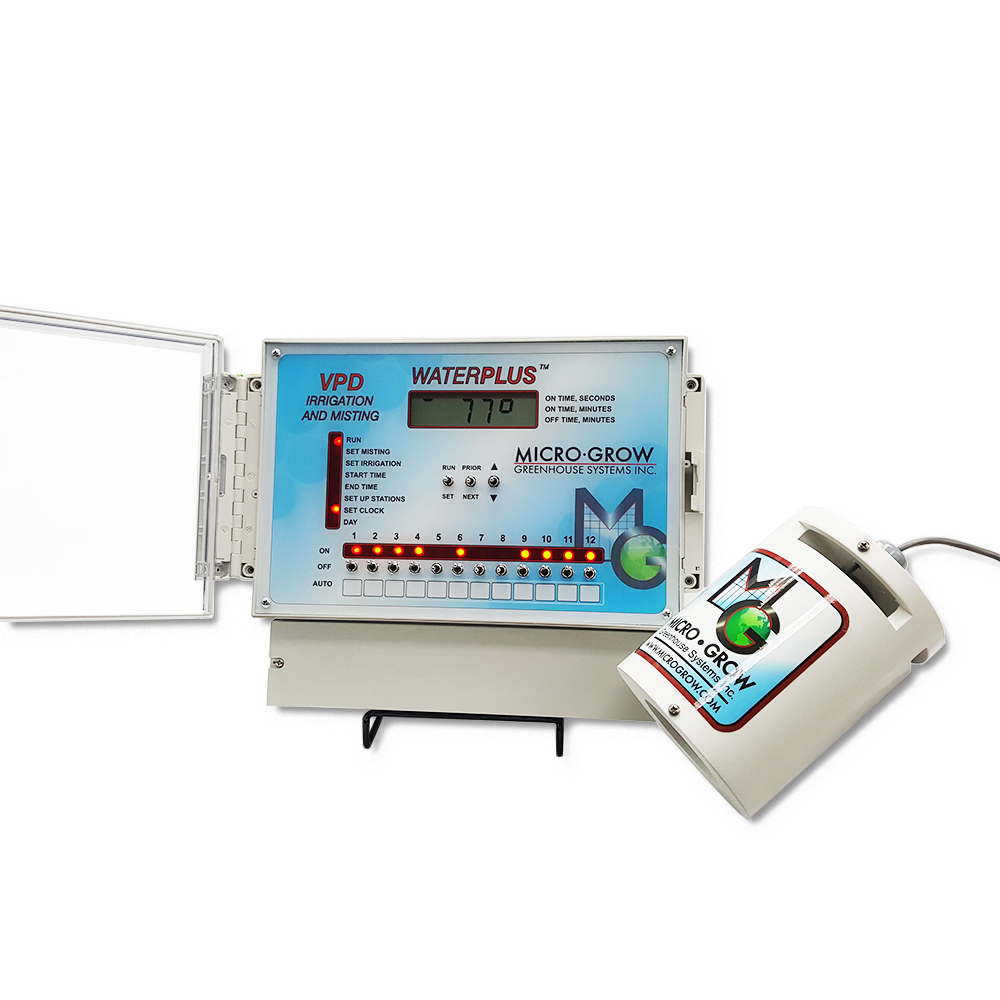 VPD
IRRIGATION
AND MISTING
WATERPLUS™
77°
ON TIME, SECONDS
ON TIME, MINUTES
OFF TIME, MINUTES
RUN
SET MISTING
SET IRRIGATION
START TIME
END TIME
SET UP STATIONS
SET CLOCK
DAY
RUN PRIOR ▲
SET NEXT ▼
MICRO·GROW
GREENHOUSE SYSTEMS INC.
MG
1 2 3 4 5 6 7 8 9 10 11 12
ON
OFF
AUTO
MG
MICRO•GROW
Greenhouse Systems Inc.
WWW.MICROGROW.COM